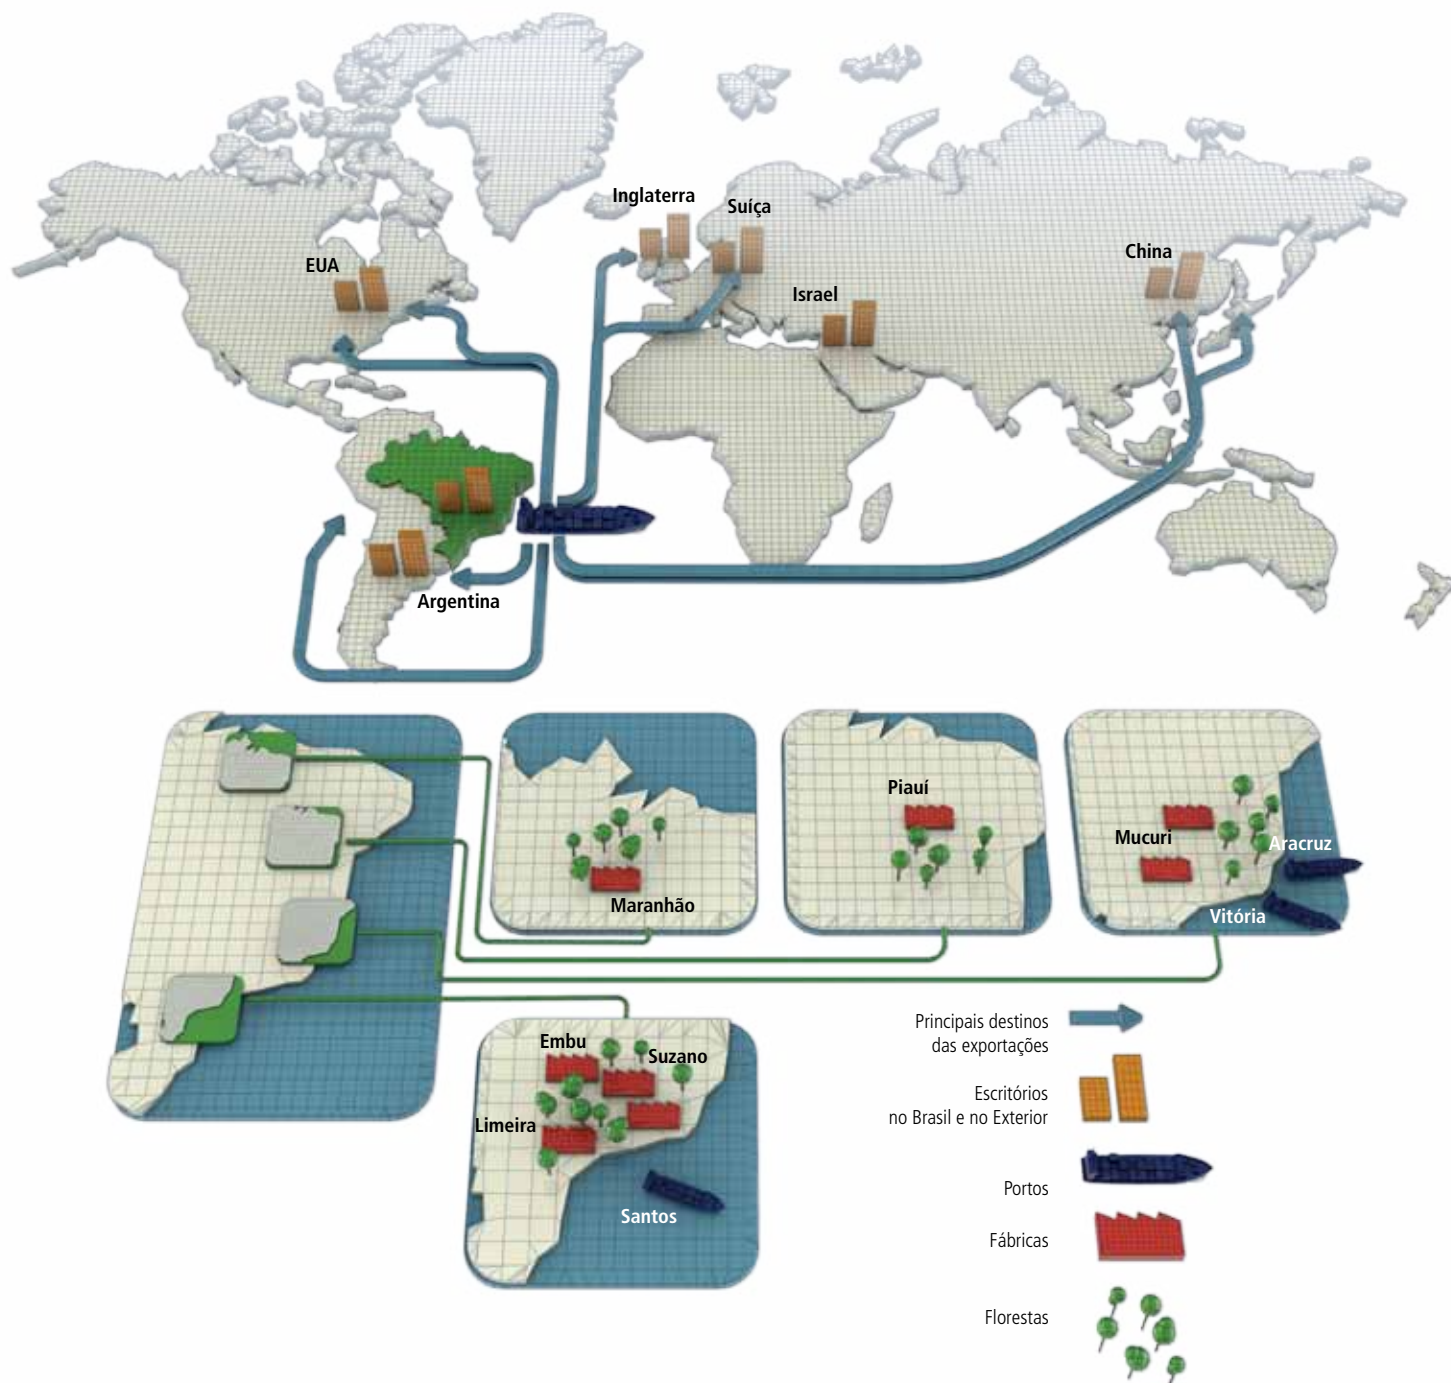 Inglaterra
Suíça
EUA
China
Israel
Argentina
Piauí
Mucuri
Aracruz
Maranhão
Vitória
Principais destinos
das exportações
Embu
Suzano
Escritórios
no Brasil e no Exterior
Limeira
Portos
Santos
Fábricas
Florestas